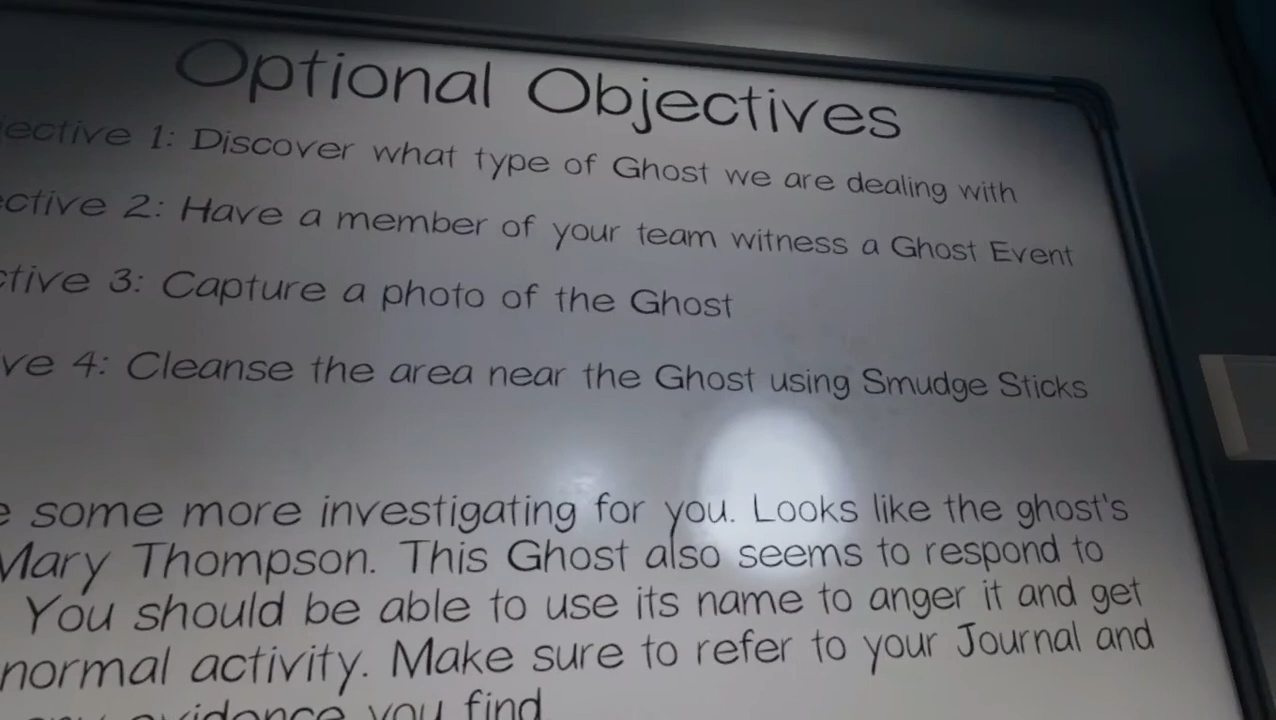 Optional Objectives
ective 1: Discover what type of Ghost we are dealing with
ctive 2: Have a member of your team witness a Ghost Event
tive 3: Capture a photo of the Ghost
ve 4: Cleanse the area near the Ghost using Smudge Sticks
e some more investigating for you. Looks like the ghost's
Mary Thompson. This Ghost also seems to respond to
You should be able to use its name to anger it and get
normal activity. Make sure to refer to your Journal and
evidence you find